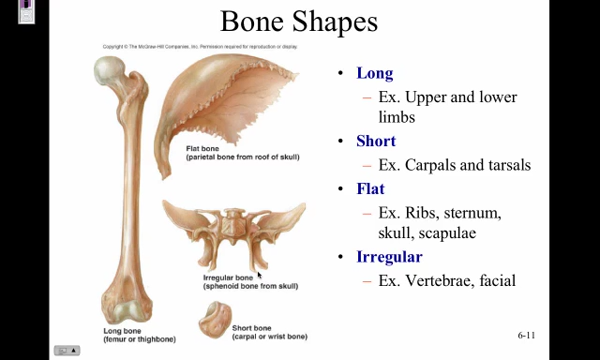 Bone Shapes
Copyright © The McGraw-Hill Companies, Inc. Permission required for reproduction or display.
Flat bone
(parietal bone from roof of skull)
Irregular bone
(sphenoid bone from skull)
Long bone
(femur or thighbone)
Short bone
(carpal or wrist bone)
• Long
– Ex. Upper and lower
limbs
• Short
– Ex. Carpals and tarsals
• Flat
– Ex. Ribs, sternum,
skull, scapulae
• Irregular
– Ex. Vertebrae, facial
6-11